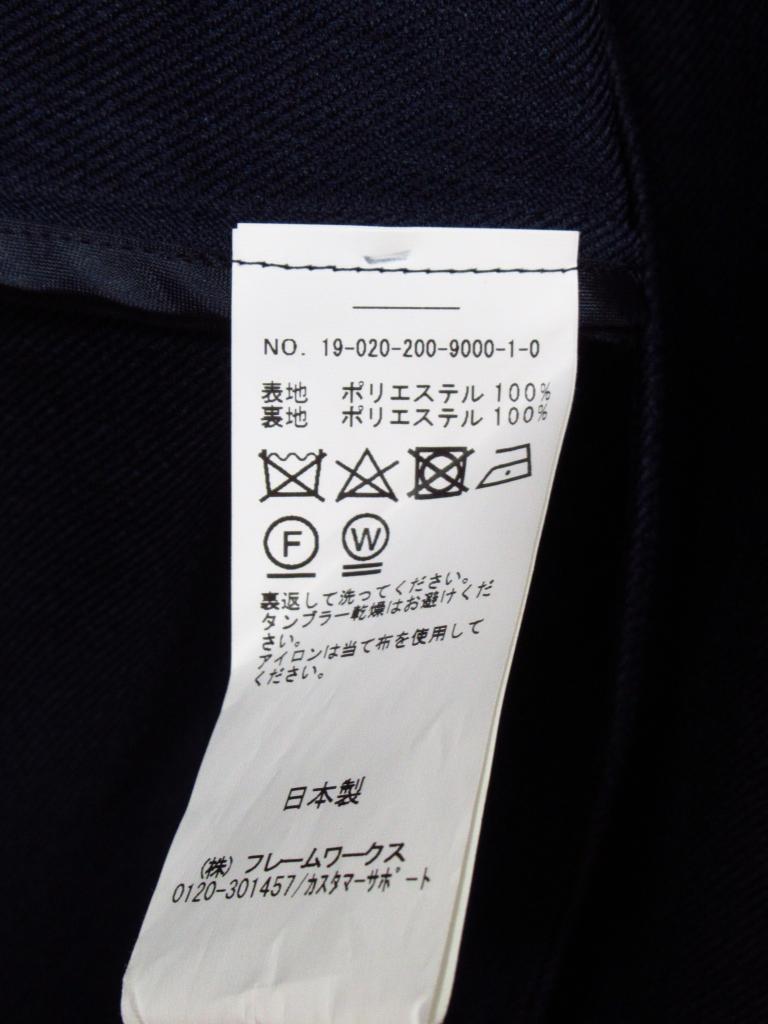 NO. 19-020-200-9000-1-0
表地 ポリエステル 100%
裏地 ポリエステル 100%
F W
裏返して洗ってください。
タンブラー乾燥はお避けくだ
さい。
アイロンは当て布を使用して
ください。
日本製
(株) フレームワークス
0120-301457/カスタマーサポート